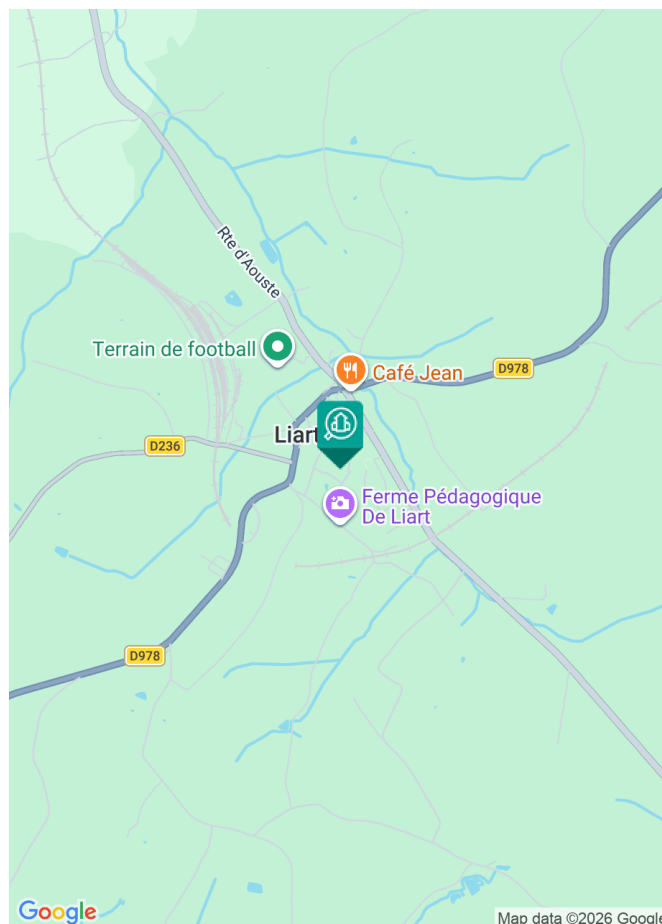 Rte d'Aouste
Terrain de football
Café Jean
D978
Liart
D236
Ferme Pédagogique
De Liart
D978
Google
Map data ©2026 Google